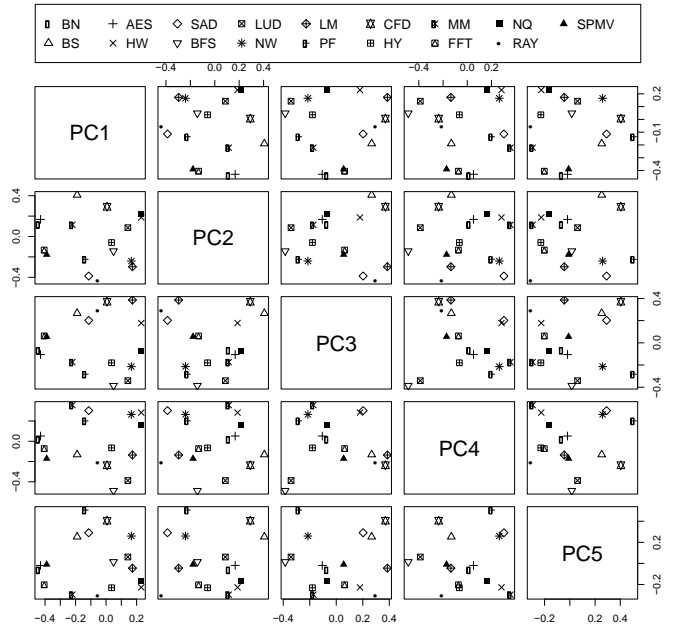 BN AES SAD LUD LM CFD MM NQ SPMV
BS HW BFS NW PF HY FFT RAY
−0.4 0.0 0.2 0.4
−0.4 0.0 0.2
PC1
−0.4 −0.1 0.2
−0.4 0.0 0.4
PC2
PC3
−0.4 0.0 0.4
−0.4 0.0
PC4
PC5
−0.2 0.2
−0.4 −0.2 0.0 0.2
−0.4 0.0 0.2 0.4
−0.2 0.0 0.2 0.4